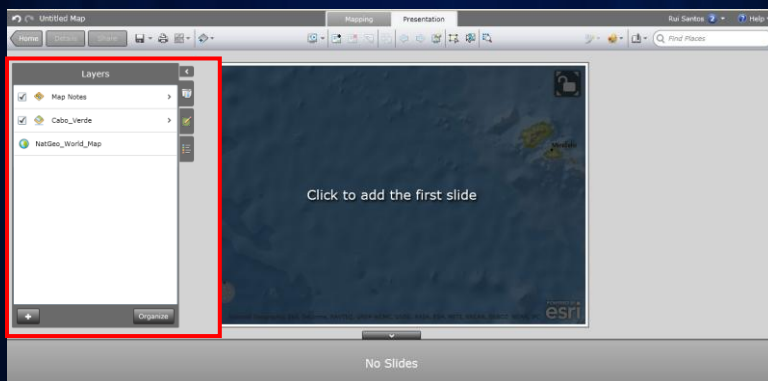 Untitled Map
Mapping
Presentation
Rui Santos
Help
Home
Details
Share
Find Places
Layers
Map Notes
Cabo_Verde
NatGeo_World_Map
Organize
Click to add the first slide
esri
No Slides